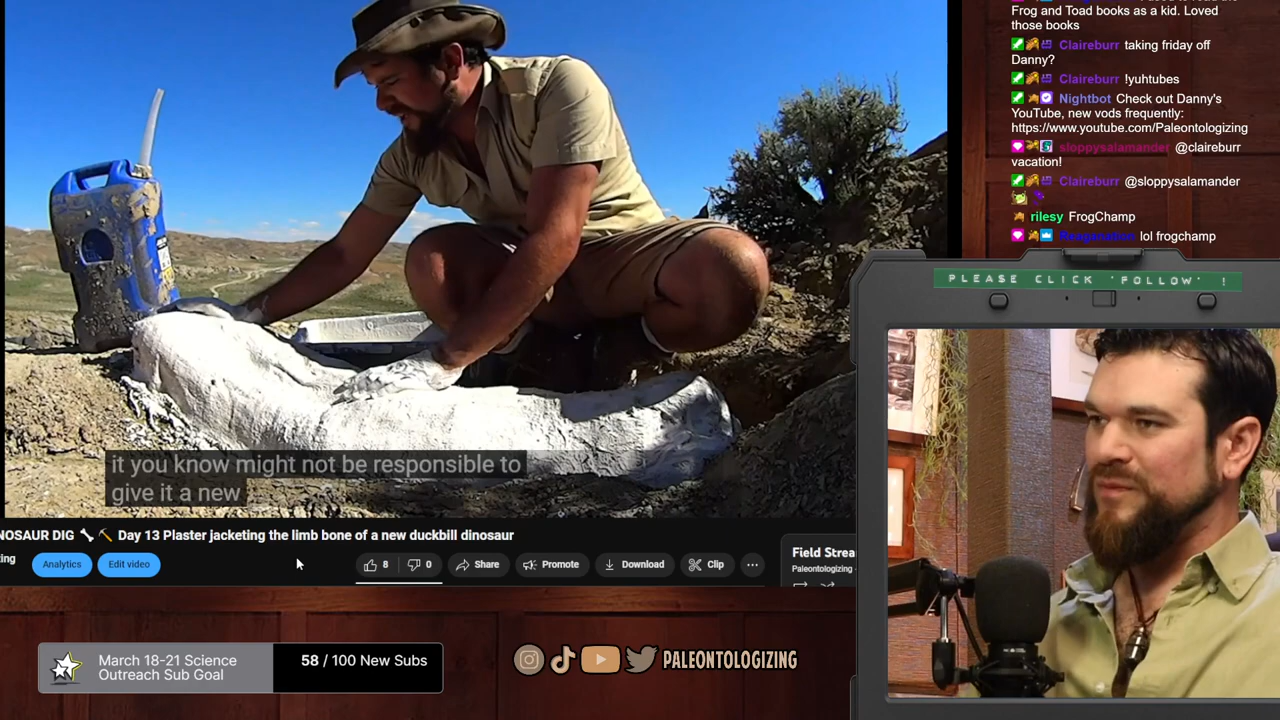 Frog and Toad books as a kid. Loved
those books
Claireburr taking friday off
Danny?
Claireburr !yuhtubes
Nightbot Check out Danny's
YouTube, new vods frequently:
https://www.youtube.com/Paleontologizing
sloppysalamander @claireburr
vacation!
Claireburr @sloppysalamander
rilesy FrogChamp
lol frogchamp
PLEASE CLICK 'FOLLOW' !
it you know might not be responsible to
give it a new
NOSAUR DIG Day 13 Plaster jacketing the limb bone of a new duckbill dinosaur
ing
Analytics
Edit video
8
0
Share
Promote
Download
Clip
Field Strea
Paleontologizing
March 18-21 Science
Outreach Sub Goal
58 / 100 New Subs
PALEONTOLOGIZING